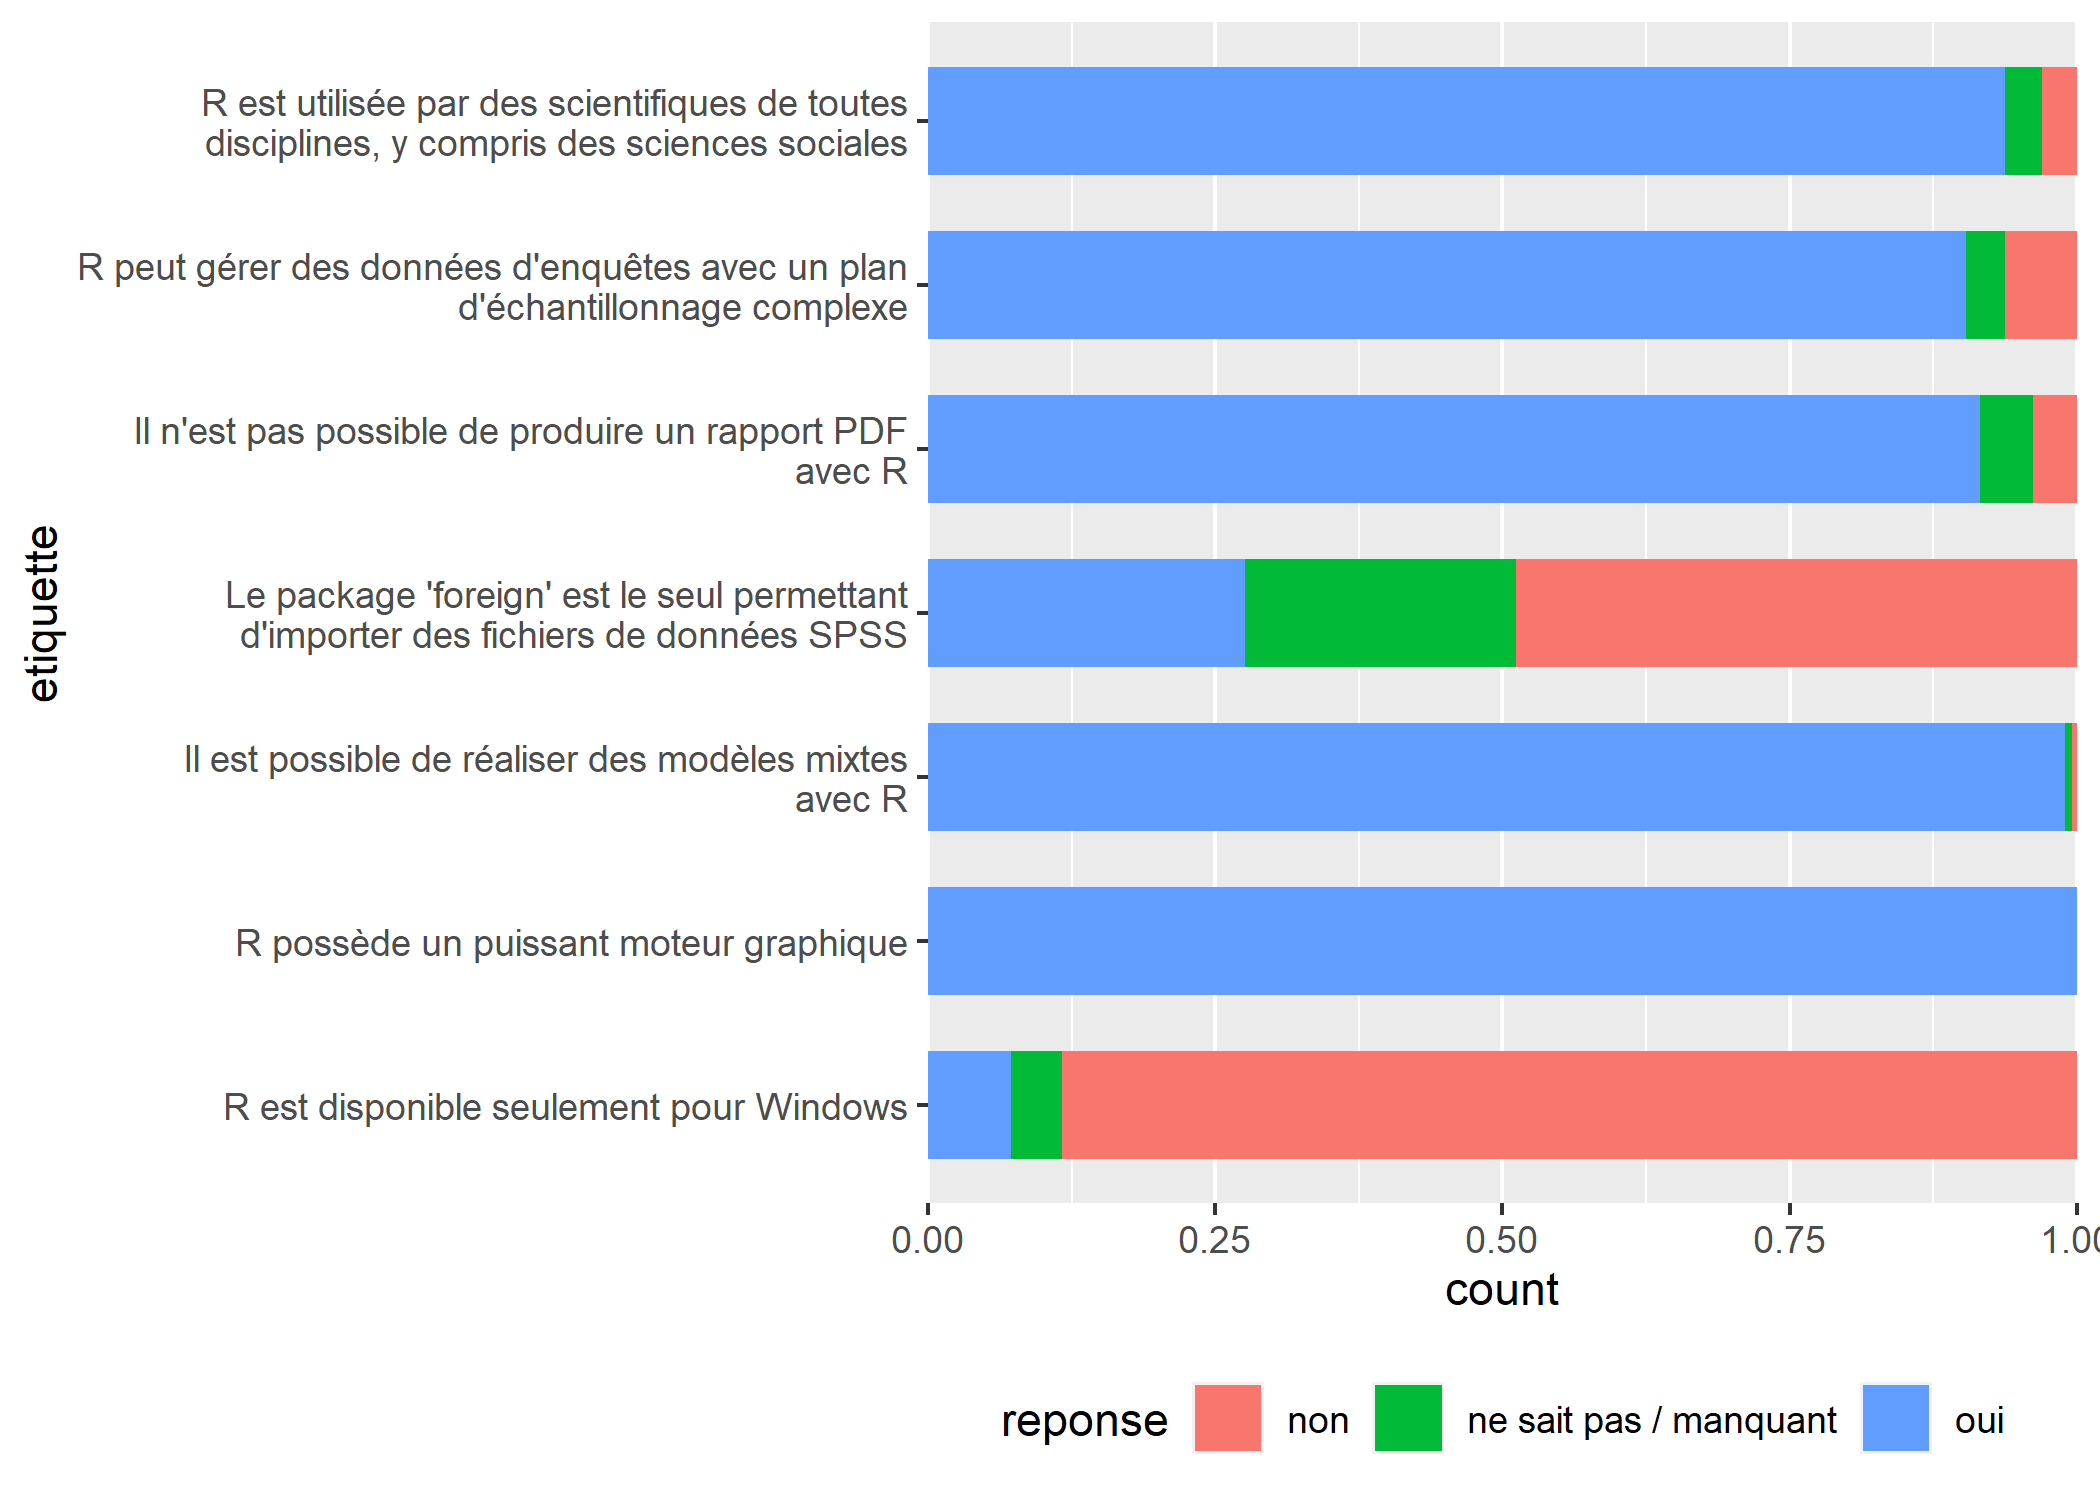 R est utilisée par des scientifiques de toutes
disciplines, y compris des sciences sociales
R peut gérer des données d'enquêtes avec un plan
d'échantillonnage complexe
Il n'est pas possible de produire un rapport PDF
avec R
Le package 'foreign' est le seul permettant
d'importer des fichiers de données SPSS
Il est possible de réaliser des modèles mixtes
avec R
R possède un puissant moteur graphique
R est disponible seulement pour Windows
etiquette
0.00 0.25 0.50 0.75 1.00
count
reponse non ne sait pas / manquant oui